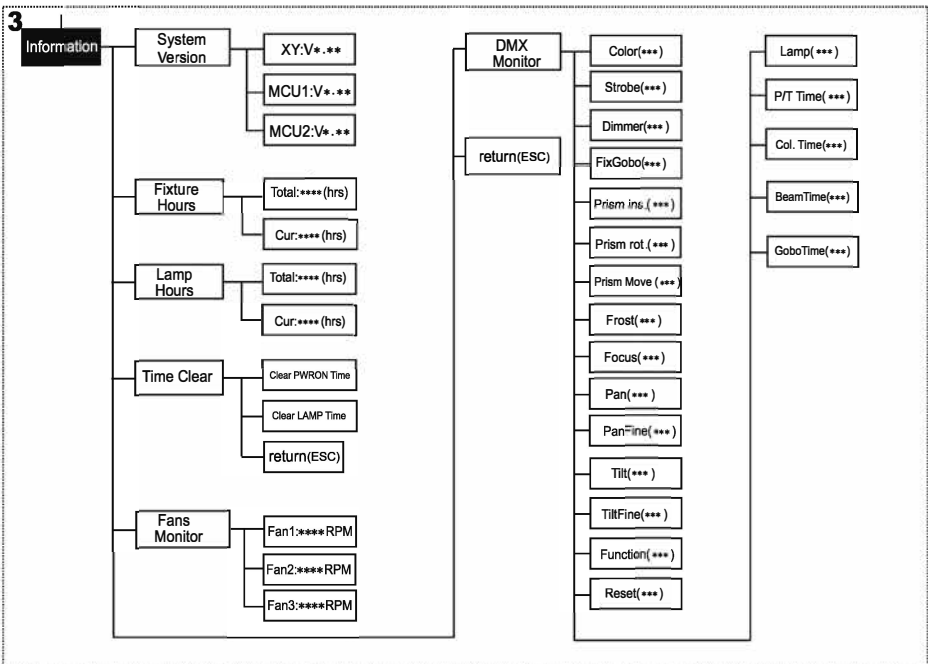 3
Information
System
Version
XY:V*.**
MCU1:V*.**
MCU2:V*.**
Fixture
Hours
Total:****(hrs)
Cur:****(hrs)
Lamp
Hours
Total:****(hrs)
Cur:****(hrs)
Time Clear
Clear PWRON Time
Clear LAMP Time
return(ESC)
Fans
Monitor
Fan1:****RPM
Fan2:****RPM
Fan3:****RPM
DMX
Monitor
return(ESC)
Color(***)
Strobe(***)
Dimmer(***)
FixGobo(***)
Prism ins.(***)
Prism rot.(***)
Prism Move (***)
Frost(***)
Focus(***)
Pan(***)
PanFine(***)
Tilt(***)
TiltFine(***)
Function(***)
Reset(***)
Lamp(***)
P/T Time(***)
Col. Time(***)
BeamTime(***)
GoboTime(***)